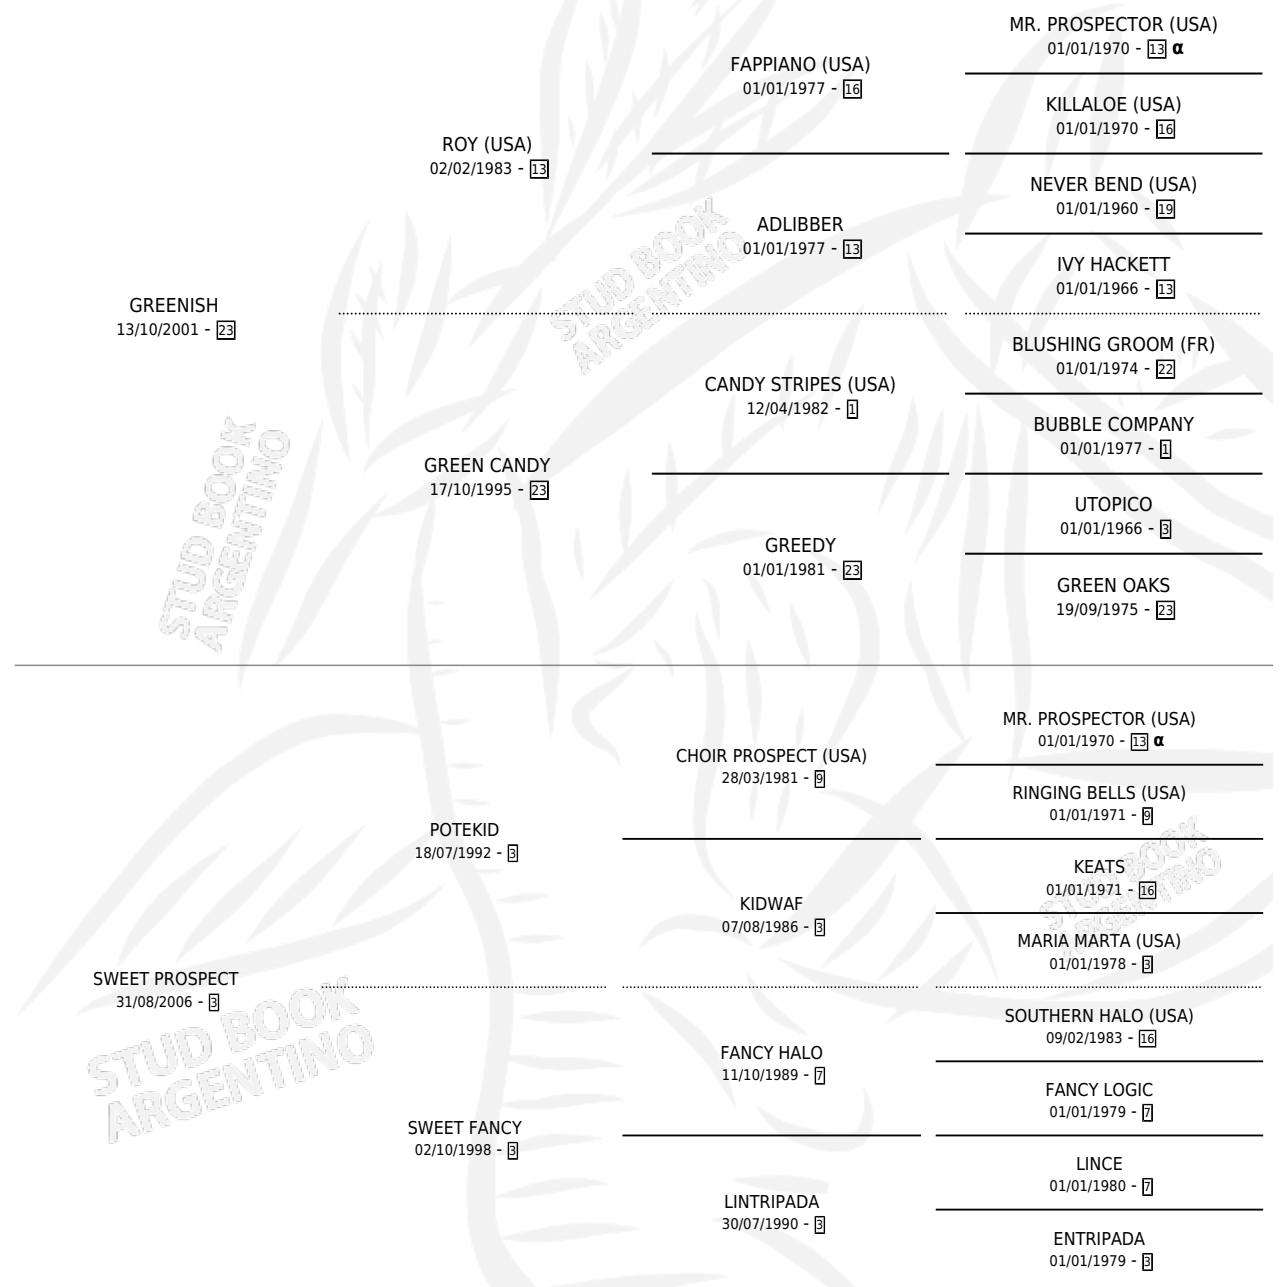 MR. PROSPECTOR (USA)
01/01/1970 - 13 α
FAPPIANO (USA)
01/01/1977 - 16
KILLALOE (USA)
01/01/1970 - 16
ROY (USA)
02/02/1983 - 13
NEVER BEND (USA)
01/01/1960 - 19
ADLIBBER
01/01/1977 - 13
IVY HACKETT
01/01/1966 - 13
GREENISH
13/10/2001 - 23
BLUSHING GROOM (FR)
01/01/1974 - 22
CANDY STRIPES (USA)
12/04/1982 - 1
BUBBLE COMPANY
01/01/1977 - 1
GREEN CANDY
17/10/1995 - 23
UTOPICO
01/01/1966 - 3
GREEDY
01/01/1981 - 23
GREEN OAKS
19/09/1975 - 23
MR. PROSPECTOR (USA)
01/01/1970 - 13 α
CHOIR PROSPECT (USA)
28/03/1981 - 9
RINGING BELLS (USA)
01/01/1971 - 9
POTEKID
18/07/1992 - 3
KEATS
01/01/1971 - 16
KIDWAF
07/08/1986 - 3
MARIA MARTA (USA)
01/01/1978 - 3
SWEET PROSPECT
31/08/2006 - 3
SOUTHERN HALO (USA)
09/02/1983 - 16
FANCY HALO
11/10/1989 - 7
FANCY LOGIC
01/01/1979 - 7
SWEET FANCY
02/10/1998 - 3
LINCE
01/01/1980 - 7
LINTRIPADA
30/07/1990 - 3
ENTRIPADA
01/01/1979 - 3
STUD BOOK
ARGENTINO
STUD BOOK
ARGENTINO
STUD BOOK
ARGENTINO
STUD BOOK
ARGENTINO